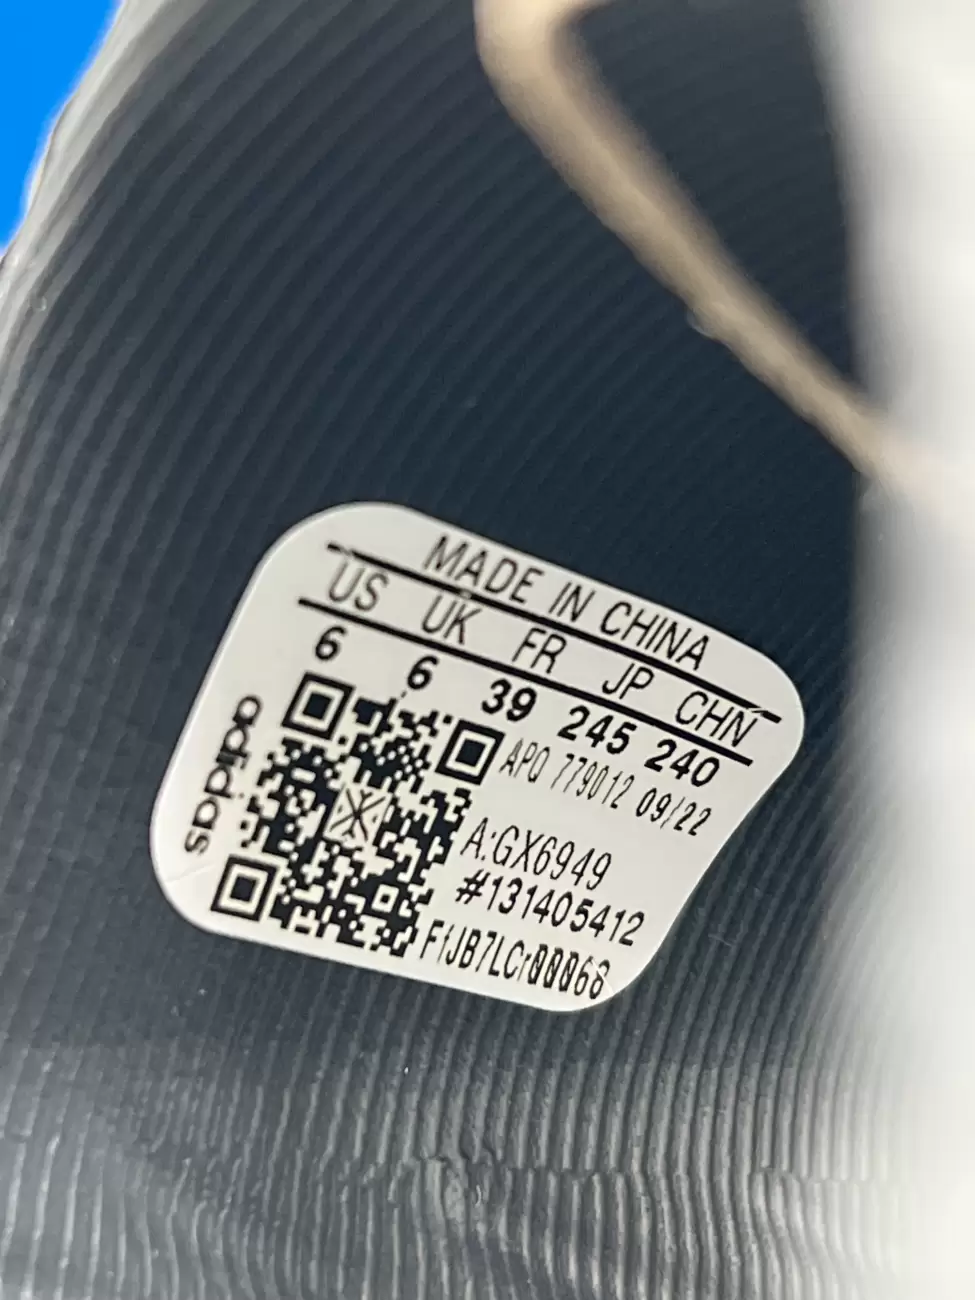 MADE IN CHINA
US UK FR JP CHN
6 6 39 245 240
APQ 779012 09/22
A:GX6949
#131405412
adidas